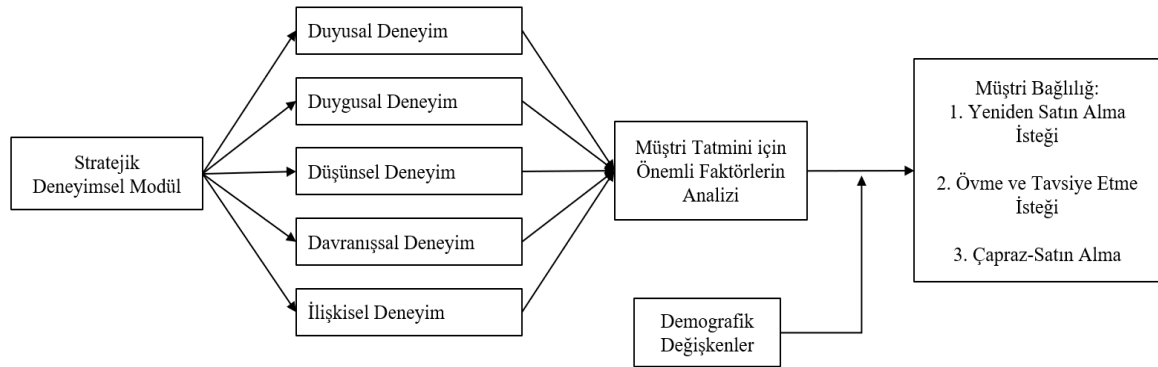 Stratejik
Deneyimsel Modül
Duyusal Deneyim
Duygusal Deneyim
Düşünsel Deneyim
Davranışsal Deneyim
İlişkisel Deneyim
Müştri Tatmini için
Önemli Faktörlerin
Analizi
Demografik
Değişkenler
Müştri Bağlılığ:
1. Yeniden Satın Alma
İsteği
2. Övme ve Tavsiye Etme
İsteği
3. Çapraz-Satın Alma